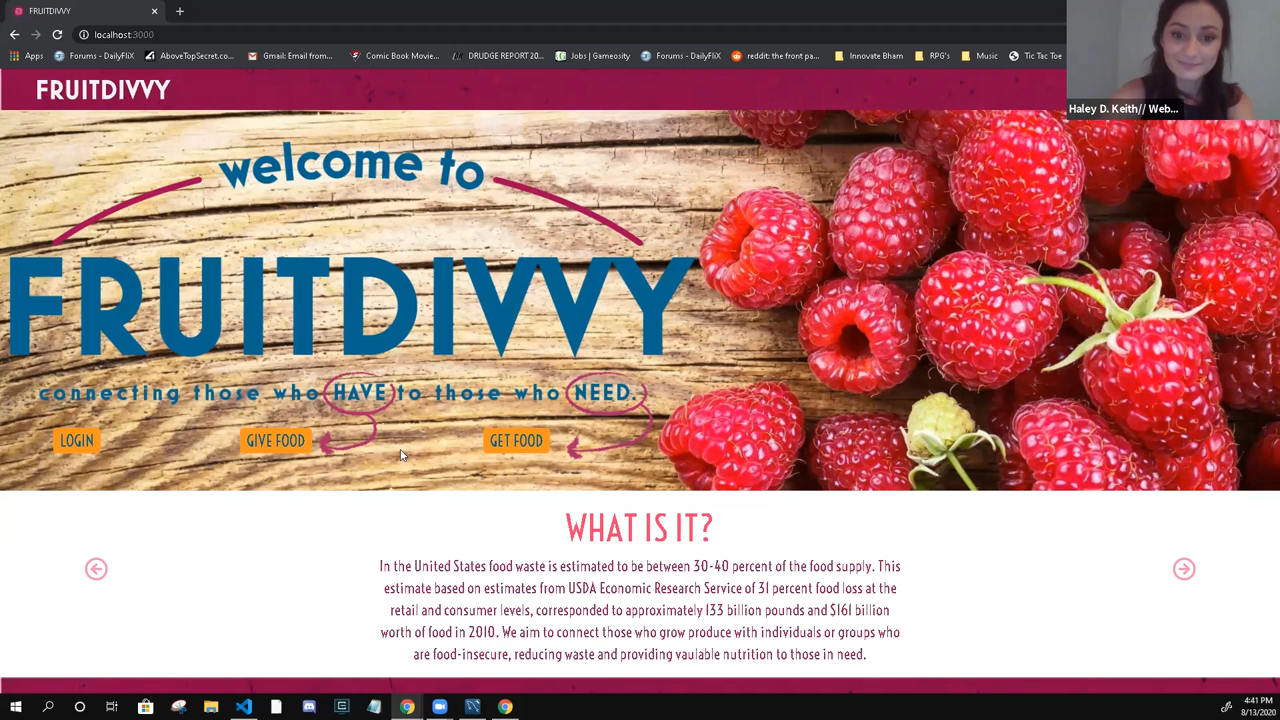 FRUITDIVVY
localhost:3000
Apps Forums - DailyFliX AboveTopSecret.co... Gmail: Email from... Comic Book Movie... DRUDGE REPORT 20... Jobs | Gameosity Forums - DailyFliX reddit: the front pa... Innovate Bham RPG's Music Tic Tac Toe
FRUITDIVVY
Haley D. Keith// Web...
welcome to
FRUITDIVVY
connecting those who HAVE to those who NEED.
LOGIN GIVE FOOD GET FOOD
WHAT IS IT?
In the United States food waste is estimated to be between 30-40 percent of the food supply. This
estimate based on estimates from USDA Economic Research Service of 31 percent food loss at the
retail and consumer levels, corresponded to approximately 133 billion pounds and $161 billion
worth of food in 2010. We aim to connect those who grow produce with individuals or groups who
are food-insecure, reducing waste and providing vaulable nutrition to those in need.
4:41 PM
8/13/2020